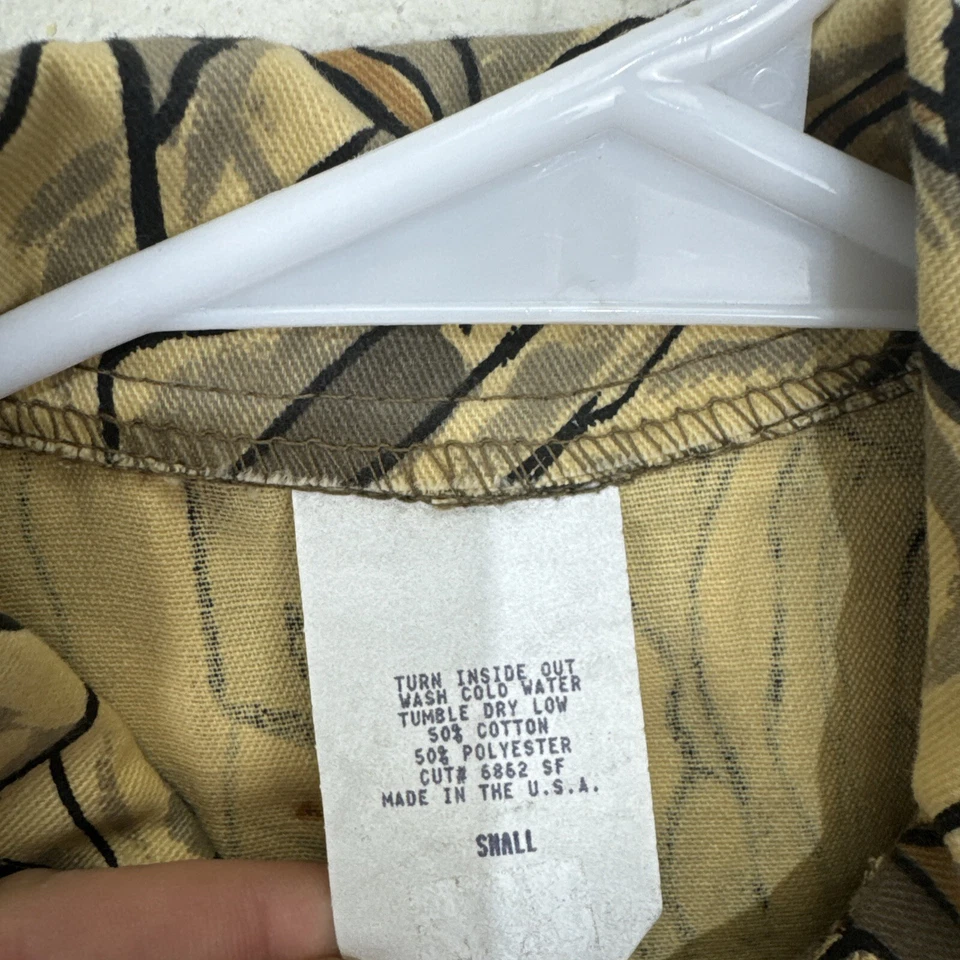 TURN INSIDE OUT
WASH COLD WATER
TUMBLE DRY LOW
50% COTTON
50% POLYESTER
CUT# 6862 SF
MADE IN THE U.S.A.
SMALL